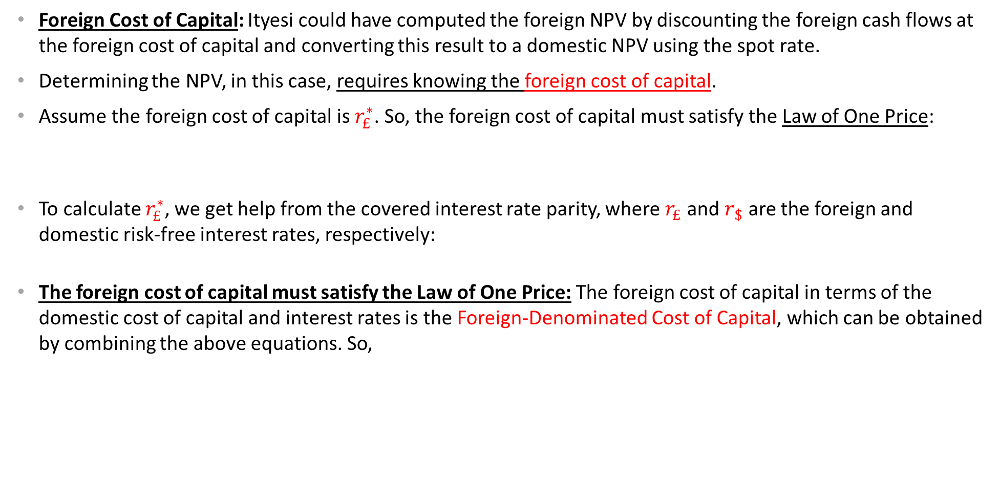 • Foreign Cost of Capital: Ityesi could have computed the foreign NPV by discounting the foreign cash flows at
the foreign cost of capital and converting this result to a domestic NPV using the spot rate.
• Determining the NPV, in this case, requires knowing the foreign cost of capital.
• Assume the foreign cost of capital is r*£. So, the foreign cost of capital must satisfy the Law of One Price:
• To calculate r*£, we get help from the covered interest rate parity, where r£ and r$ are the foreign and
domestic risk-free interest rates, respectively:
• The foreign cost of capital must satisfy the Law of One Price: The foreign cost of capital in terms of the
domestic cost of capital and interest rates is the Foreign-Denominated Cost of Capital, which can be obtained
by combining the above equations. So,